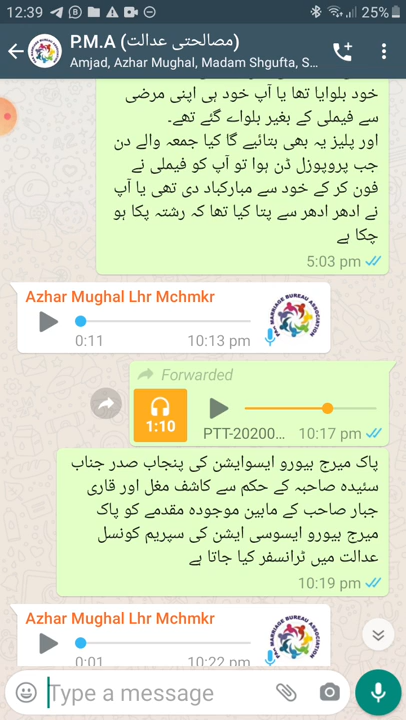 12:39
25%
P.M.A (مصالحتی عدالت)
Amjad, Azhar Mughal, Madam Shgufta, S...
خود بلوایا تھا یا آپ خود ہی اپنی مرضی
سے فیملی کے بغیر بلواے گئے تھے۔
اور پلیز یہ بھی بتائیے گا کیا جمعہ والے دن
جب پروپوزل ڈن ہوا تو آپ کو فیملی نے
فون کر کے خود سے مبارکباد دی تھی یا آپ
نے ادھر ادھر سے پتا کیا تھا کہ رشتہ پکا ہو
چکا ہے
5:03 pm
Azhar Mughal Lhr Mchmkr
MARRIAGE BUREAU ASSOCIATION
0:11
10:13 pm
Forwarded
1:10
PTT-20200...
10:17 pm
پاک میرج بیورو ایسوایشن کی پنجاب صدر جناب
سئیدہ صاحبہ کے حکم سے کاشف مغل اور قاری
جبار صاحب کے مابین موجودہ مقدمے کو پاک
میرج بیورو ایسوسی ایشن کی سپریم کونسل
عدالت میں ٹرانسفر کیا جاتا ہے
10:19 pm
Azhar Mughal Lhr Mchmkr
MARRIAGE BUREAU ASSOCIATION
0:01
10:22 pm
Type a message